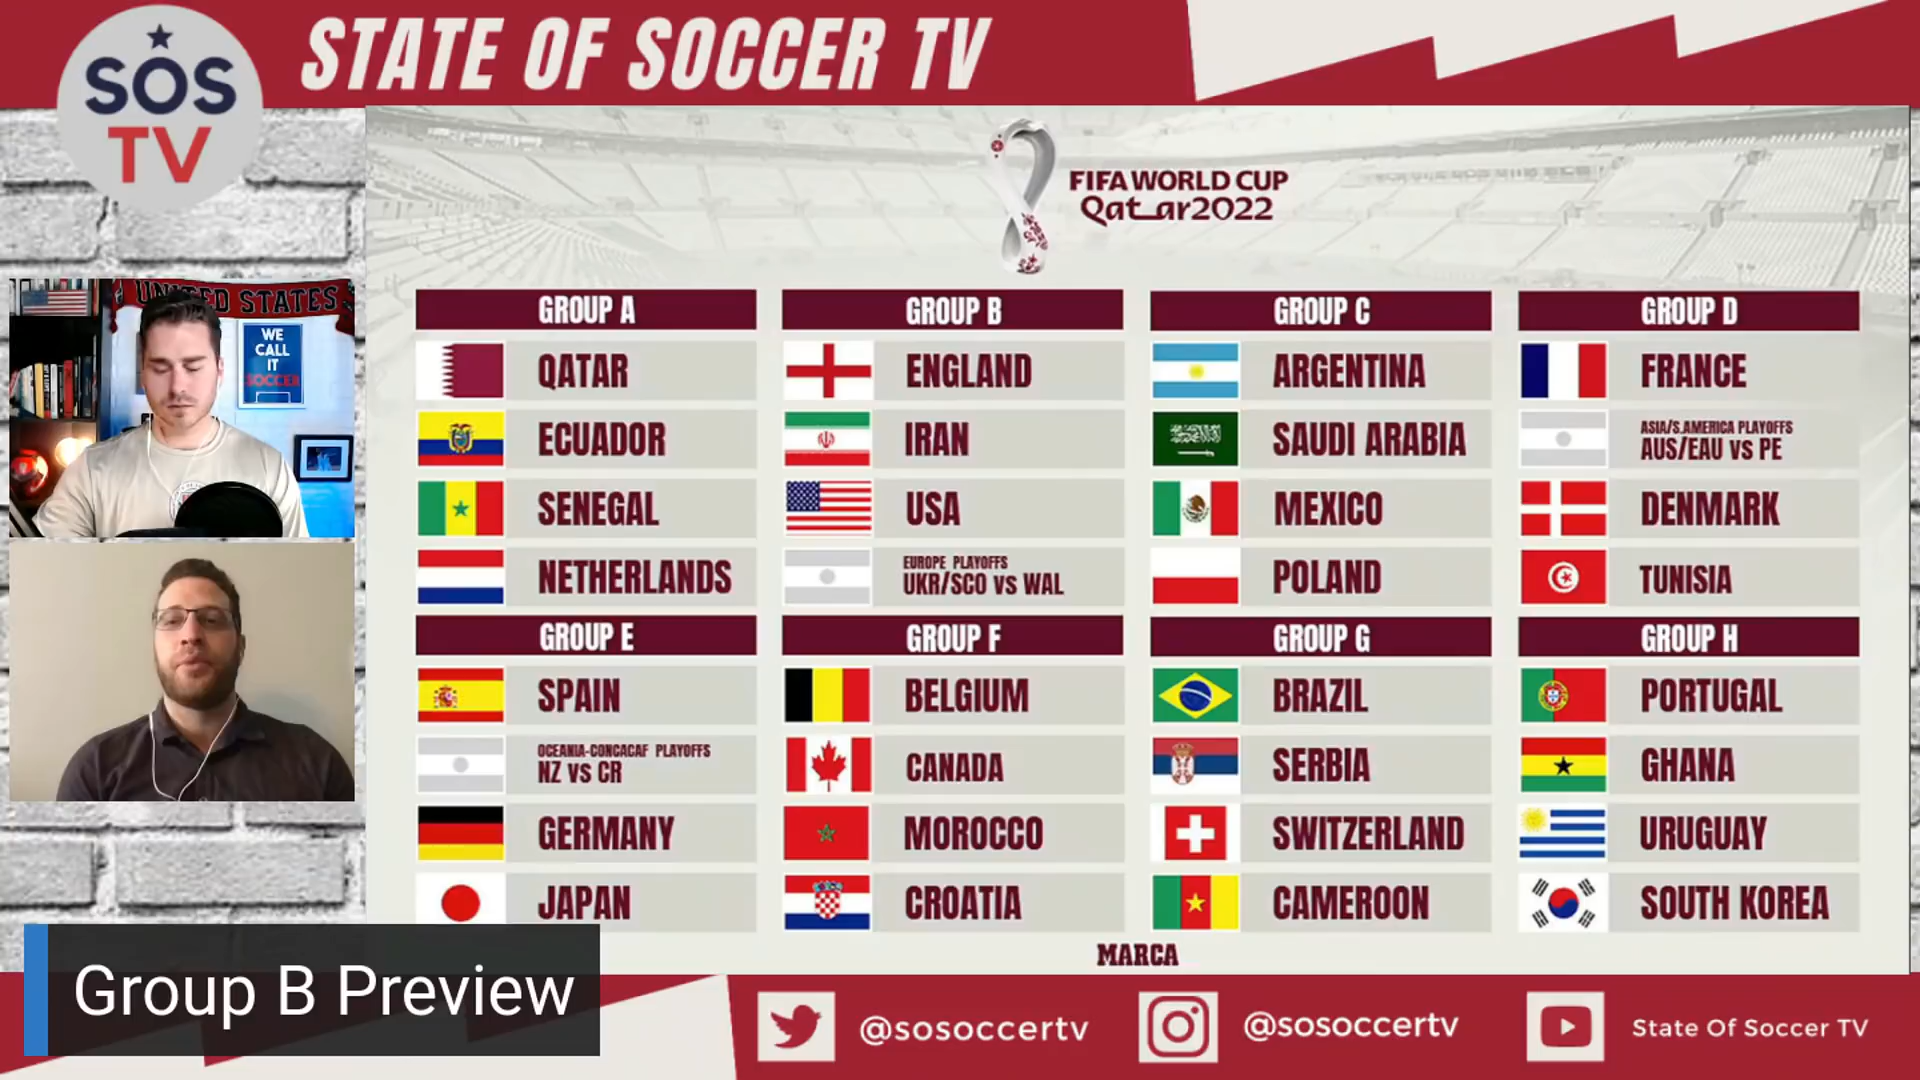 SOS
TV
STATE OF SOCCER TV
FIFA WORLD CUP
Qatar2022
UNITED STATES
WE
CALL
IT
SOCCER
GROUP A
QATAR
ECUADOR
SENEGAL
NETHERLANDS
GROUP B
ENGLAND
IRAN
USA
EUROPE PLAYOFFS
UKR/SCO vs WAL
GROUP C
ARGENTINA
SAUDI ARABIA
MEXICO
POLAND
GROUP D
FRANCE
ASIA/S.AMERICA PLAYOFFS
AUS/EAU vs PE
DENMARK
TUNISIA
GROUP E
SPAIN
OCEANIA-CONCACAF PLAYOFFS
NZ vs CR
GERMANY
JAPAN
GROUP F
BELGIUM
CANADA
MOROCCO
CROATIA
GROUP G
BRAZIL
SERBIA
SWITZERLAND
CAMEROON
GROUP H
PORTUGAL
GHANA
URUGUAY
SOUTH KOREA
MARCA
Group B Preview
@sosoccertv
@sosoccertv
State Of Soccer TV